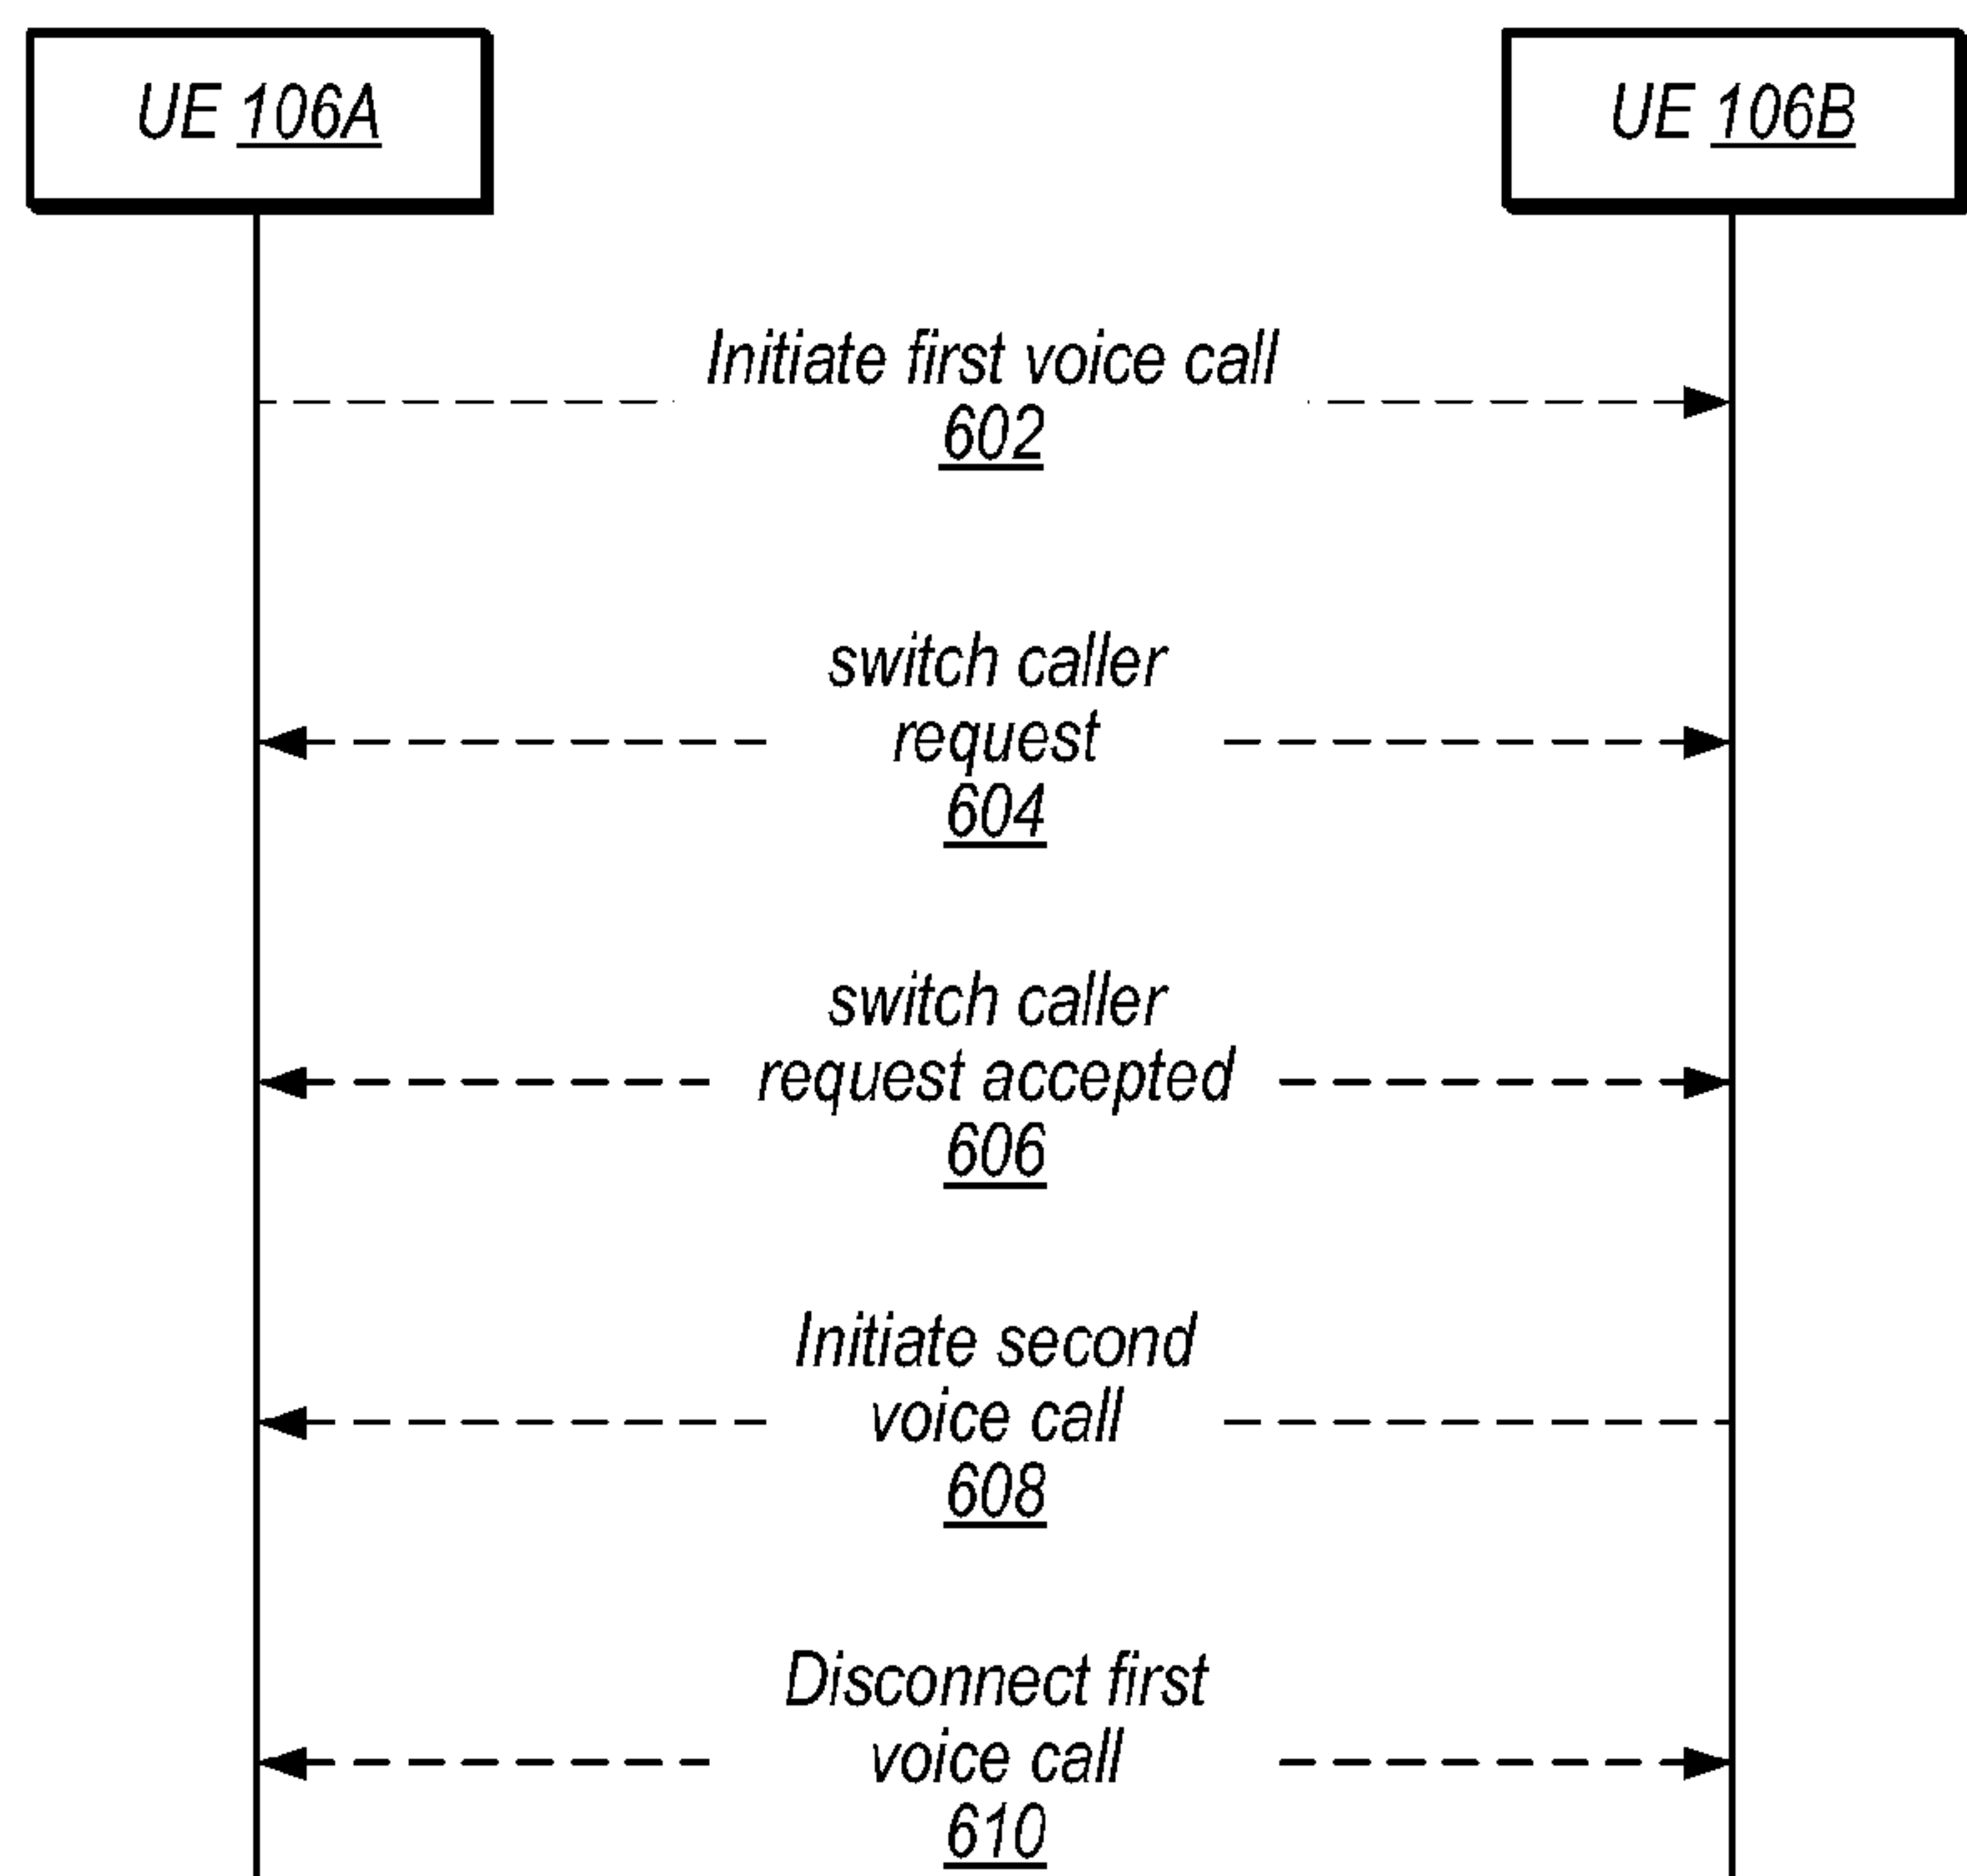 UE 106A
UE 106B
Initiate first voice call
602
switch caller
request
604
switch caller
request accepted
606
Initiate second
voice call
608
Disconnect first
voice call
610